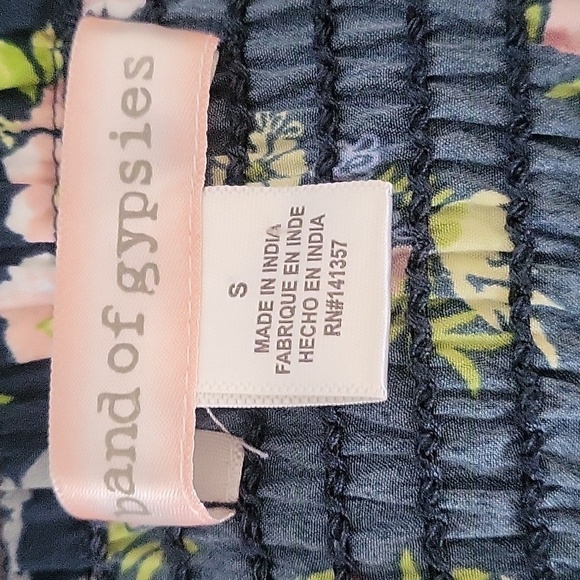 band of gypsies
S
MADE IN INDIA
FABRIQUE EN INDE
HECHO EN INDIA
RN#141357